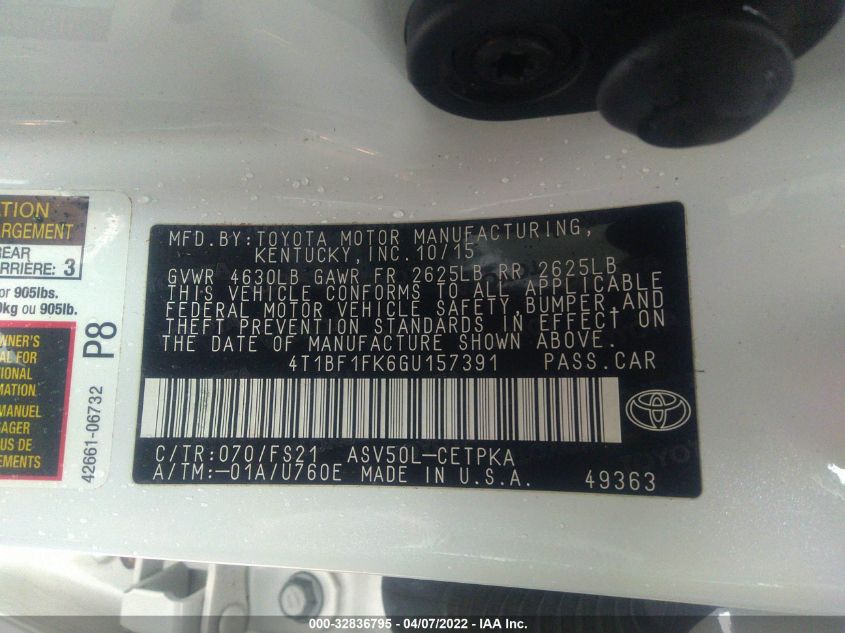 TION
RGEMENT
REAR
ARRIÈRE: 3
or 905lbs.
0kg ou 905lb.
OWNER'S
AL FOR
TIONAL
MATION
MANUEL
AGER
US DE
EMENTS
P8
42661-06732
MFD. BY: TOYOTA MOTOR MANUFACTURING,
KENTUCKY, INC. 10/15
GVWR 4630LB GAWR FR 2625LB RR 2625LB
THIS VEHICLE CONFORMS TO ALL APPLICABLE
FEDERAL MOTOR VEHICLE SAFETY, BUMPER, AND
THEFT PREVENTION STANDARDS IN EFFECT ON
THE DATE OF MANUFACTURE SHOWN ABOVE.
4T1BF1FK6GU157391 PASS. CAR
C/TR: 070/FS21 ASV50L-CETPKA
A/TM: -01A/U760E MADE IN U.S.A.
49363
000-32836795 - 04/07/2022 - IAA Inc.